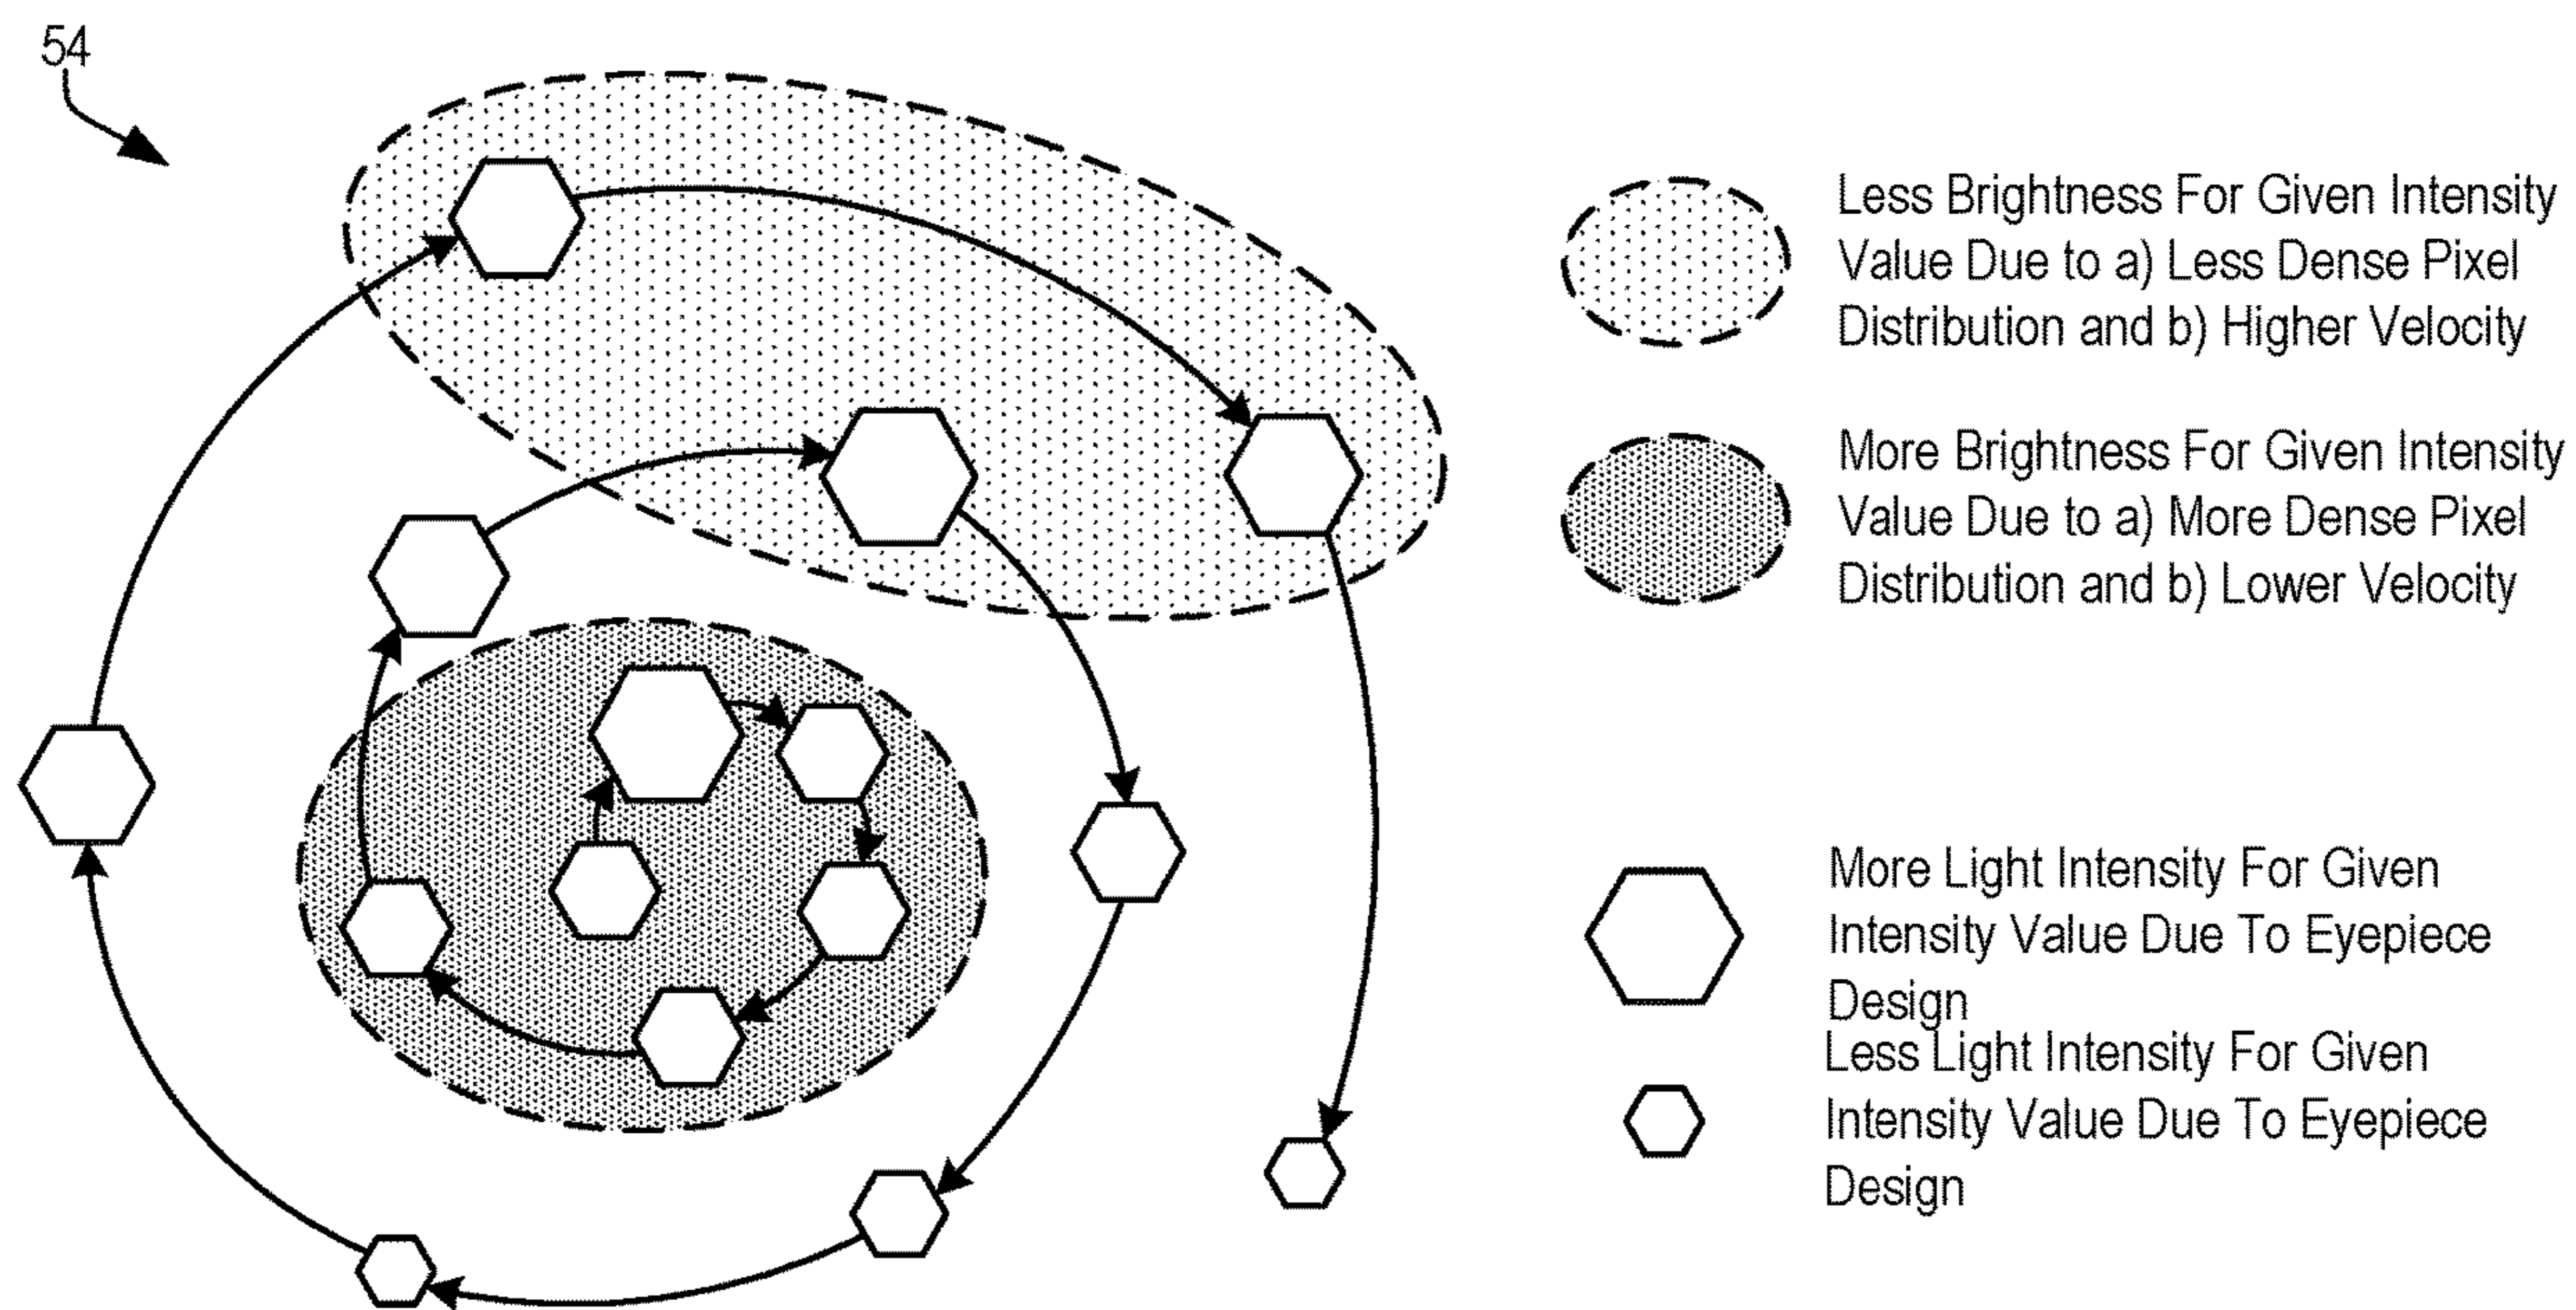 54
Less Brightness For Given Intensity
Value Due to a) Less Dense Pixel
Distribution and b) Higher Velocity
More Brightness For Given Intensity
Value Due to a) More Dense Pixel
Distribution and b) Lower Velocity
More Light Intensity For Given
Intensity Value Due To Eyepiece
Design
Less Light Intensity For Given
Intensity Value Due To Eyepiece
Design